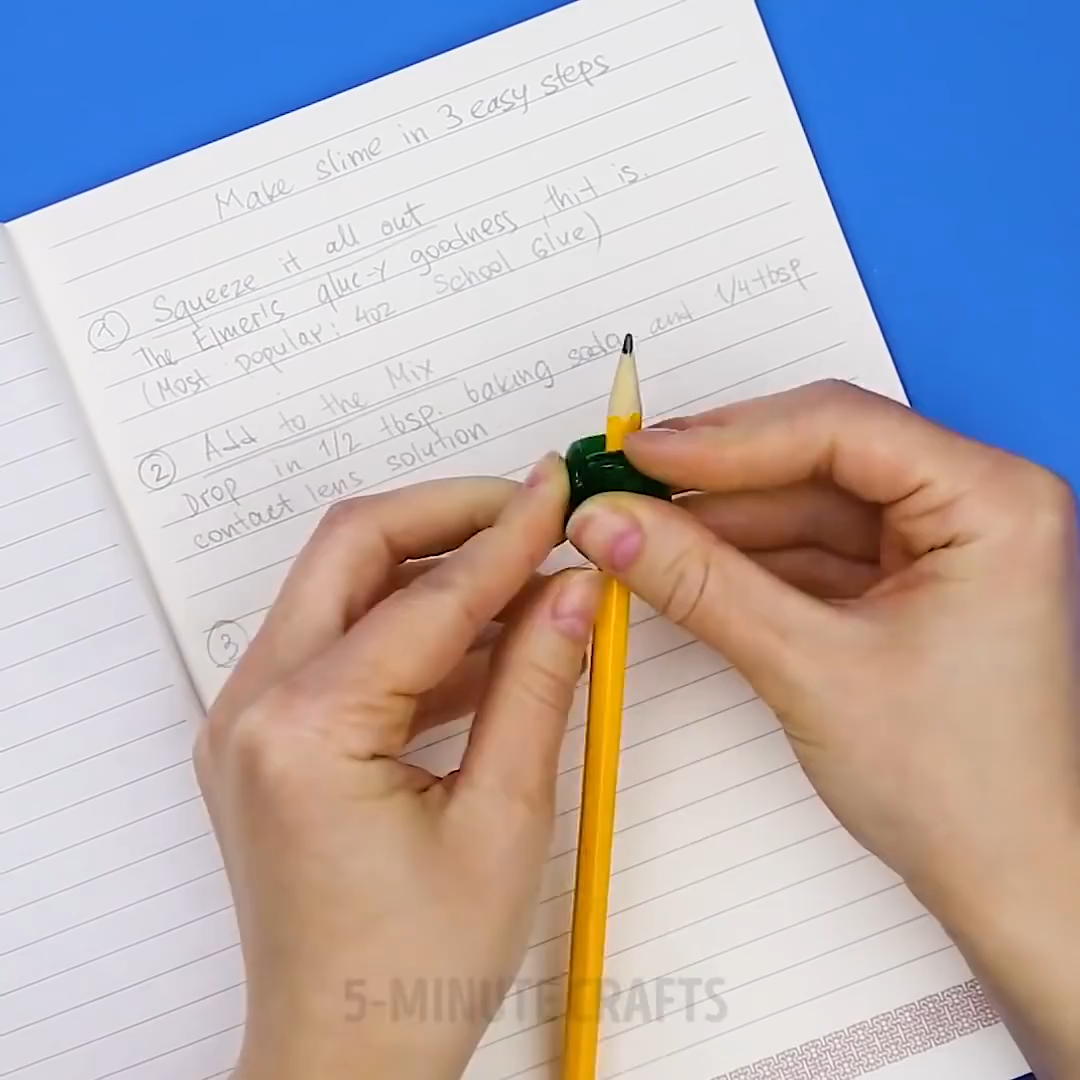 Make slime in 3 easy steps
① Squeeze it all out
The Elmer's glue-y goodness, thit is.
(Most popular: 4oz School Glue)
② Add to the Mix
Drop in 1/2 tbsp. baking soda and 1/4 tbsp
contact lens solution
③
5-MINUTE CRAFTS